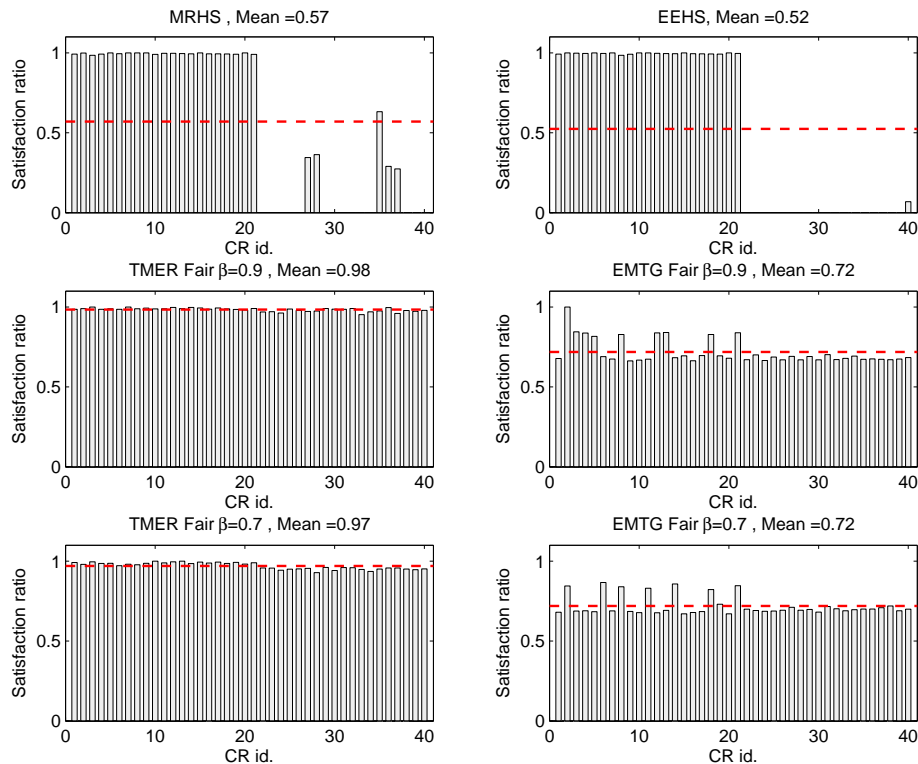 MRHS , Mean =0.57
Satisfaction ratio
1
0.5
0
0 10 20 30 40
CR id.
EEHS, Mean =0.52
Satisfaction ratio
1
0.5
0
0 10 20 30 40
CR id.
TMER Fair β=0.9 , Mean =0.98
Satisfaction ratio
1
0.5
0
0 10 20 30 40
CR id.
EMTG Fair β=0.9 , Mean =0.72
Satisfaction ratio
1
0.5
0
0 10 20 30 40
CR id.
TMER Fair β=0.7 , Mean =0.97
Satisfaction ratio
1
0.5
0
0 10 20 30 40
CR id.
EMTG Fair β=0.7 , Mean =0.72
Satisfaction ratio
1
0.5
0
0 10 20 30 40
CR id.